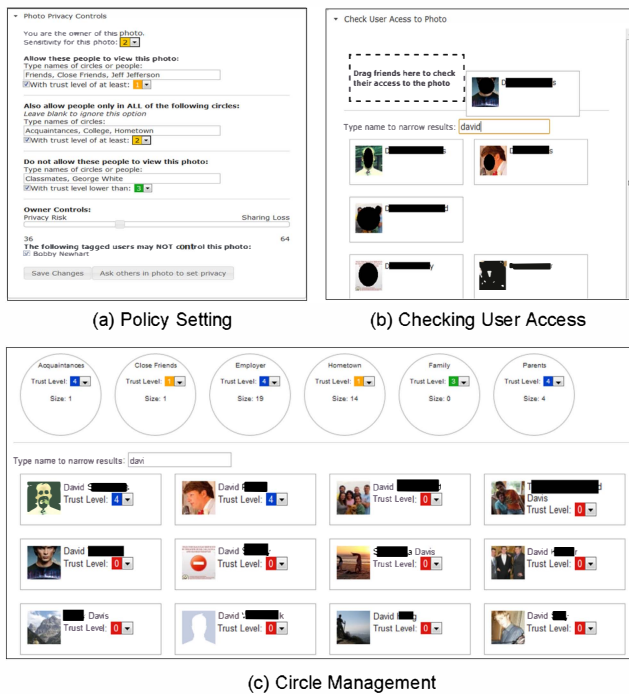 Photo Privacy Controls
You are the owner of this photo.
Sensitivity for this photo: 2
Allow these people to view this photo:
Type names of circles or people:
Friends, Close Friends, Jeff Jefferson
With trust level of at least: 1
Also allow people only in ALL of the following circles:
Leave blank to ignore this option
Type names of circles:
Acquaintances, College, Hometown
With trust level of at least: 2
Do not allow these people to view this photo:
Type names of circles or people:
Classmates, George White
With trust level lower than: 3
Owner Controls:
Privacy Risk Sharing Loss
36 64
The following tagged users may NOT control this photo:
Bobby Newhart
Save Changes Ask others in photo to set privacy
(a) Policy Setting
Check User Acess to Photo
Drag friends here to check
their access to the photo
D s
Type name to narrow results: david
D s D s
D d
D y
(b) Checking User Access
Acquaintances Close Friends Employer Hometown Family Parents
Trust Level: 4 Trust Level: 1 Trust Level: 4 Trust Level: 1 Trust Level: 3 Trust Level: 4
Size: 1 Size: 1 Size: 19 Size: 14 Size: 0 Size: 4
Type name to narrow results: davi
David S David David d T d
Davis
Trust Level: 4 Trust Level: 4 Trust Level: 0 Trust Level: 0
David David S S a Davis David r
Trust Level: 0 Trust Level: 0 Trust Level: 0 Trust Level: 0
Davis David k David g David S
Trust Level: 0 Trust Level: 0 Trust Level: 0 Trust Level: 0
(c) Circle Management